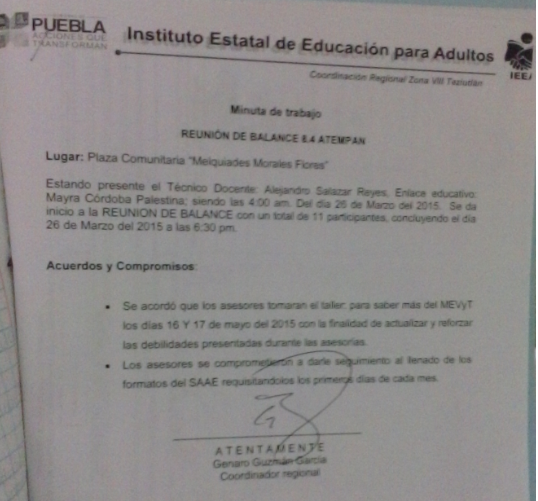 PUEBLA
ACCIONES QUE
TRANSFORMAN
Instituto Estatal de Educación para Adultos
IEEA
Coordinación Regional Zona VIII Teziutlán
Minuta de trabajo
REUNIÓN DE BALANCE 8.4 ATEMPAN
Lugar: Plaza Comunitaria "Melquiades Morales Flores"
Estando presente el Técnico Docente: Alejandro Salazar Reyes, Enlace educativo:
Mayra Córdoba Palestina; siendo las 4:00 am. Del día 26 de Marzo del 2015. Se da
inicio a la REUNION DE BALANCE con un total de 11 participantes, concluyendo el día
26 de Marzo del 2015 a las 6:30 pm.
Acuerdos y Compromisos:
• Se acordó que los asesores tomaran el taller: para saber más del MEVyT
los días 16 Y 17 de mayo del 2015 con la finalidad de actualizar y reforzar
las debilidades presentadas durante las asesorías.
• Los asesores se comprometieron a darle seguimiento al llenado de los
formatos del SAAE requisitandolos los primeros días de cada mes.
ATENTAMENTE
Genaro Guzmán García
Coordinador regional